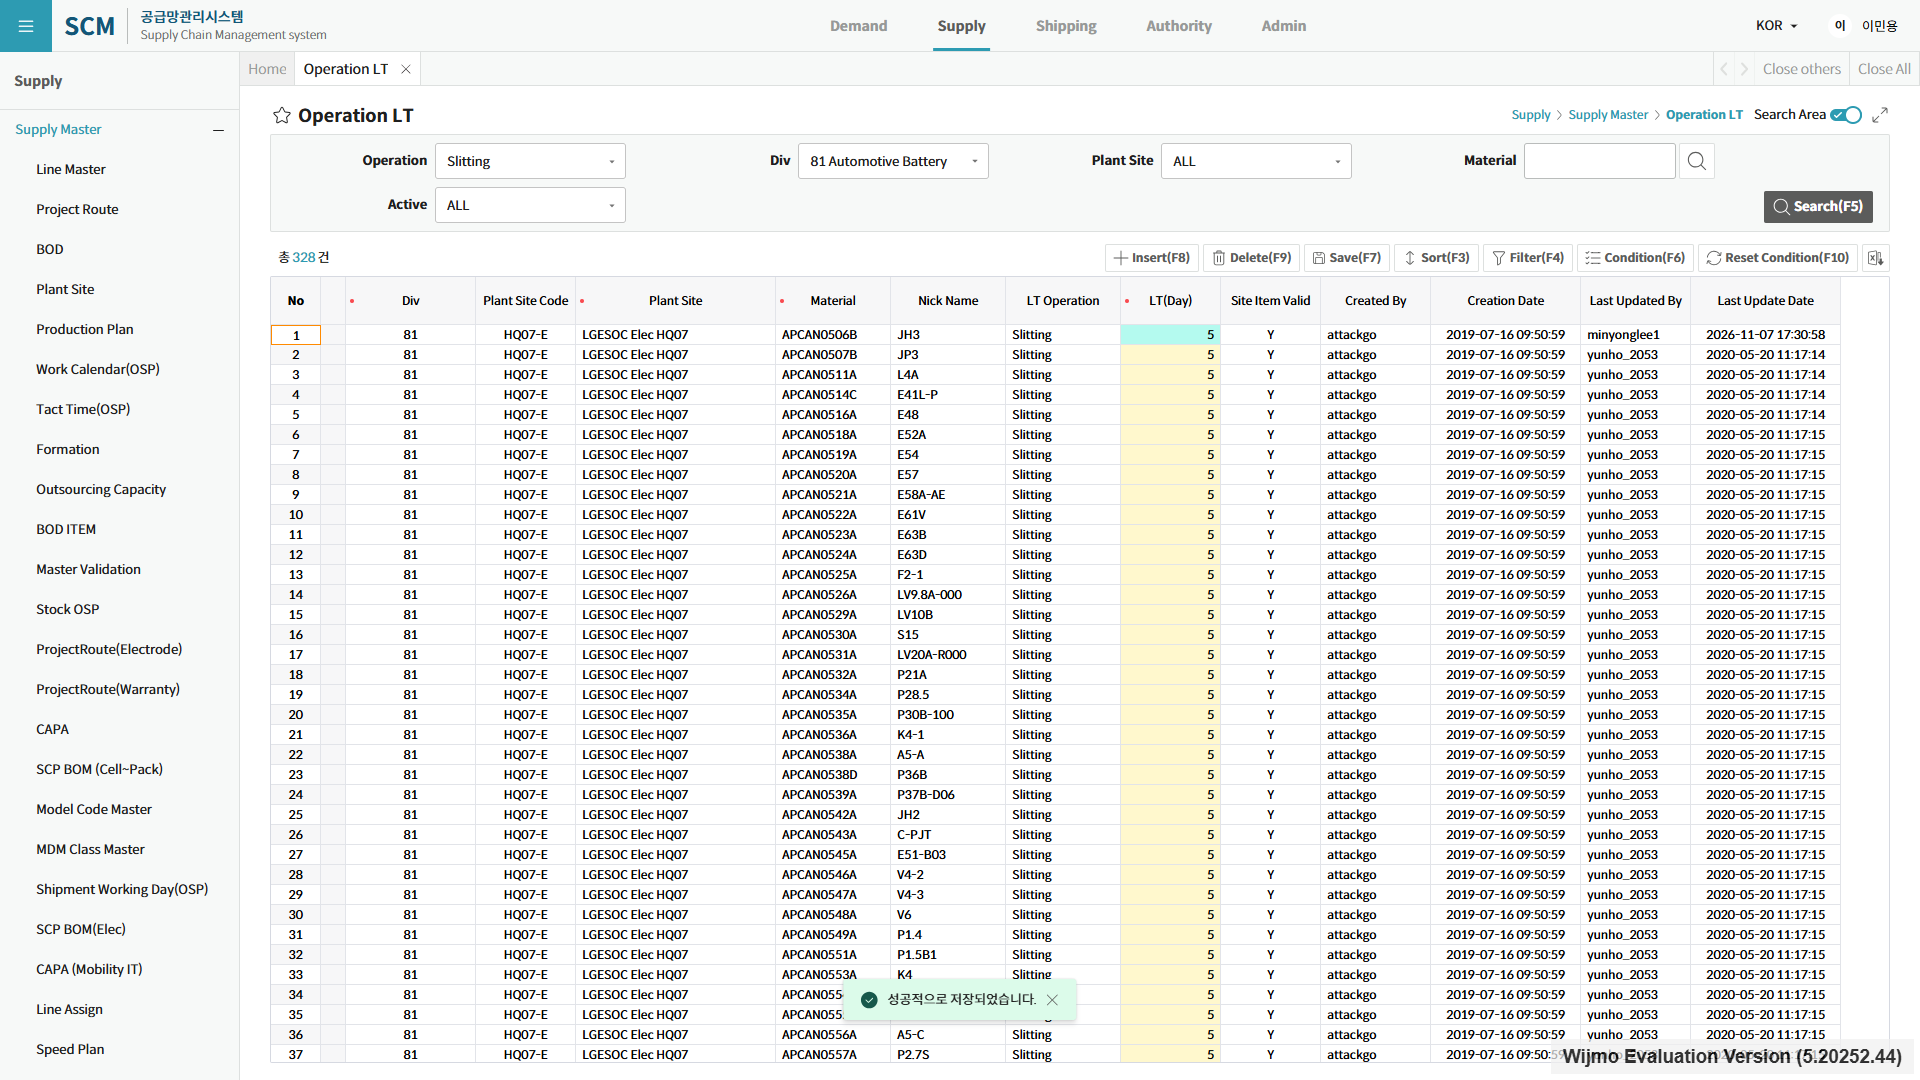 SCM
공급망관리시스템
Supply Chain Management system
Demand
Supply
Shipping
Authority
Admin
KOR
이
이민용
Supply
Home
Operation LT
Close others
Close All
Supply Master
Line Master
Project Route
BOD
Plant Site
Production Plan
Work Calendar(OSP)
Tact Time(OSP)
Formation
Outsourcing Capacity
BOD ITEM
Master Validation
Stock OSP
ProjectRoute(Electrode)
ProjectRoute(Warranty)
CAPA
SCP BOM (Cell~Pack)
Model Code Master
MDM Class Master
Shipment Working Day(OSP)
SCP BOM(Elec)
CAPA (Mobility IT)
Line Assign
Speed Plan
Operation LT
Supply > Supply Master > Operation LT
Search Area
Operation Slitting
Div 81 Automotive Battery
Plant Site ALL
Material
Active ALL
Search(F5)
총 328 건
Insert(F8)
Delete(F9)
Save(F7)
Sort(F3)
Filter(F4)
Condition(F6)
Reset Condition(F10)
No Div Plant Site Code Plant Site Material Nick Name LT Operation LT(Day) Site Item Valid Created By Creation Date Last Updated By Last Update Date
1 81 HQ07-E LGESOC Elec HQ07 APCAN0506B JH3 Slitting 5 Y attackgo 2019-07-16 09:50:59 minyonglee1 2026-11-07 17:30:58
2 81 HQ07-E LGESOC Elec HQ07 APCAN0507B JP3 Slitting 5 Y attackgo 2019-07-16 09:50:59 yunho_2053 2020-05-20 11:17:14
3 81 HQ07-E LGESOC Elec HQ07 APCAN0511A L4A Slitting 5 Y attackgo 2019-07-16 09:50:59 yunho_2053 2020-05-20 11:17:14
4 81 HQ07-E LGESOC Elec HQ07 APCAN0514C E41L-P Slitting 5 Y attackgo 2019-07-16 09:50:59 yunho_2053 2020-05-20 11:17:14
5 81 HQ07-E LGESOC Elec HQ07 APCAN0516A E48 Slitting 5 Y attackgo 2019-07-16 09:50:59 yunho_2053 2020-05-20 11:17:14
6 81 HQ07-E LGESOC Elec HQ07 APCAN0518A E52A Slitting 5 Y attackgo 2019-07-16 09:50:59 yunho_2053 2020-05-20 11:17:15
7 81 HQ07-E LGESOC Elec HQ07 APCAN0519A E54 Slitting 5 Y attackgo 2019-07-16 09:50:59 yunho_2053 2020-05-20 11:17:15
8 81 HQ07-E LGESOC Elec HQ07 APCAN0520A E57 Slitting 5 Y attackgo 2019-07-16 09:50:59 yunho_2053 2020-05-20 11:17:15
9 81 HQ07-E LGESOC Elec HQ07 APCAN0521A E58A-AE Slitting 5 Y attackgo 2019-07-16 09:50:59 yunho_2053 2020-05-20 11:17:15
10 81 HQ07-E LGESOC Elec HQ07 APCAN0522A E61V Slitting 5 Y attackgo 2019-07-16 09:50:59 yunho_2053 2020-05-20 11:17:15
11 81 HQ07-E LGESOC Elec HQ07 APCAN0523A E63B Slitting 5 Y attackgo 2019-07-16 09:50:59 yunho_2053 2020-05-20 11:17:15
12 81 HQ07-E LGESOC Elec HQ07 APCAN0524A E63D Slitting 5 Y attackgo 2019-07-16 09:50:59 yunho_2053 2020-05-20 11:17:15
13 81 HQ07-E LGESOC Elec HQ07 APCAN0525A F2-1 Slitting 5 Y attackgo 2019-07-16 09:50:59 yunho_2053 2020-05-20 11:17:15
14 81 HQ07-E LGESOC Elec HQ07 APCAN0526A LV9.8A-000 Slitting 5 Y attackgo 2019-07-16 09:50:59 yunho_2053 2020-05-20 11:17:15
15 81 HQ07-E LGESOC Elec HQ07 APCAN0529A LV10B Slitting 5 Y attackgo 2019-07-16 09:50:59 yunho_2053 2020-05-20 11:17:15
16 81 HQ07-E LGESOC Elec HQ07 APCAN0530A S15 Slitting 5 Y attackgo 2019-07-16 09:50:59 yunho_2053 2020-05-20 11:17:15
17 81 HQ07-E LGESOC Elec HQ07 APCAN0531A LV20A-R000 Slitting 5 Y attackgo 2019-07-16 09:50:59 yunho_2053 2020-05-20 11:17:15
18 81 HQ07-E LGESOC Elec HQ07 APCAN0532A P21A Slitting 5 Y attackgo 2019-07-16 09:50:59 yunho_2053 2020-05-20 11:17:15
19 81 HQ07-E LGESOC Elec HQ07 APCAN0534A P28.5 Slitting 5 Y attackgo 2019-07-16 09:50:59 yunho_2053 2020-05-20 11:17:15
20 81 HQ07-E LGESOC Elec HQ07 APCAN0535A P30B-100 Slitting 5 Y attackgo 2019-07-16 09:50:59 yunho_2053 2020-05-20 11:17:15
21 81 HQ07-E LGESOC Elec HQ07 APCAN0536A K4-1 Slitting 5 Y attackgo 2019-07-16 09:50:59 yunho_2053 2020-05-20 11:17:15
22 81 HQ07-E LGESOC Elec HQ07 APCAN0538A A5-A Slitting 5 Y attackgo 2019-07-16 09:50:59 yunho_2053 2020-05-20 11:17:15
23 81 HQ07-E LGESOC Elec HQ07 APCAN0538D P36B Slitting 5 Y attackgo 2019-07-16 09:50:59 yunho_2053 2020-05-20 11:17:15
24 81 HQ07-E LGESOC Elec HQ07 APCAN0539A P37B-D06 Slitting 5 Y attackgo 2019-07-16 09:50:59 yunho_2053 2020-05-20 11:17:15
25 81 HQ07-E LGESOC Elec HQ07 APCAN0542A JH2 Slitting 5 Y attackgo 2019-07-16 09:50:59 yunho_2053 2020-05-20 11:17:15
26 81 HQ07-E LGESOC Elec HQ07 APCAN0543A C-PJT Slitting 5 Y attackgo 2019-07-16 09:50:59 yunho_2053 2020-05-20 11:17:15
27 81 HQ07-E LGESOC Elec HQ07 APCAN0545A E51-B03 Slitting 5 Y attackgo 2019-07-16 09:50:59 yunho_2053 2020-05-20 11:17:15
28 81 HQ07-E LGESOC Elec HQ07 APCAN0546A V4-2 Slitting 5 Y attackgo 2019-07-16 09:50:59 yunho_2053 2020-05-20 11:17:15
29 81 HQ07-E LGESOC Elec HQ07 APCAN0547A V4-3 Slitting 5 Y attackgo 2019-07-16 09:50:59 yunho_2053 2020-05-20 11:17:15
30 81 HQ07-E LGESOC Elec HQ07 APCAN0548A V6 Slitting 5 Y attackgo 2019-07-16 09:50:59 yunho_2053 2020-05-20 11:17:15
31 81 HQ07-E LGESOC Elec HQ07 APCAN0549A P1.4 Slitting 5 Y attackgo 2019-07-16 09:50:59 yunho_2053 2020-05-20 11:17:15
32 81 HQ07-E LGESOC Elec HQ07 APCAN0551A P1.5B1 Slitting 5 Y attackgo 2019-07-16 09:50:59 yunho_2053 2020-05-20 11:17:15
33 81 HQ07-E LGESOC Elec HQ07 APCAN0553A K4 Slitting 5 Y attackgo 2019-07-16 09:50:59 yunho_2053 2020-05-20 11:17:15
34 81 HQ07-E LGESOC Elec HQ07 APCAN055 5 Y attackgo 2019-07-16 09:50:59 yunho_2053 2020-05-20 11:17:15
성공적으로 저장되었습니다.
35 81 HQ07-E LGESOC Elec HQ07 APCAN055 5 Y attackgo 2019-07-16 09:50:59 yunho_2053 2020-05-20 11:17:15
36 81 HQ07-E LGESOC Elec HQ07 APCAN0556A A5-C Slitting 5 Y attackgo 2019-07-16 09:50:59 yunho_2053 2020-05-20 11:17:15
37 81 HQ07-E LGESOC Elec HQ07 APCAN0557A P2.7S Slitting 5 Y attackgo 2019-07-16 09:50:59
Wijmo Evaluation Version (5.20252.44)